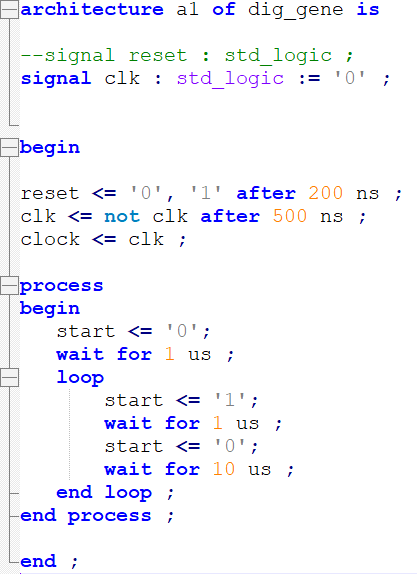 architecture a1 of dig_gene is
--signal reset : std_logic ;
signal clk : std_logic := '0' ;
begin
reset <= '0', '1' after 200 ns ;
clk <= not clk after 500 ns ;
clock <= clk ;
process
begin
start <= '0';
wait for 1 us ;
loop
start <= '1';
wait for 1 us ;
start <= '0';
wait for 10 us ;
end loop ;
end process ;
end ;